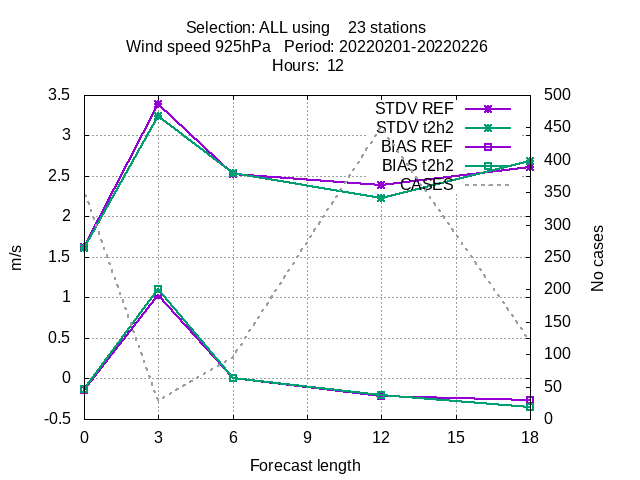 Selection: ALL using 23 stations
Wind speed 925hPa Period: 20220201-20220226
Hours: 12
3.5
3
2.5
2
1.5
1
0.5
0
-0.5
m/s
STDV REF
STDV t2h2
BIAS REF
BIAS t2h2
CASES
500
450
400
350
300
250
200
150
100
50
0
No cases
0 3 6 9 12 15 18
Forecast length